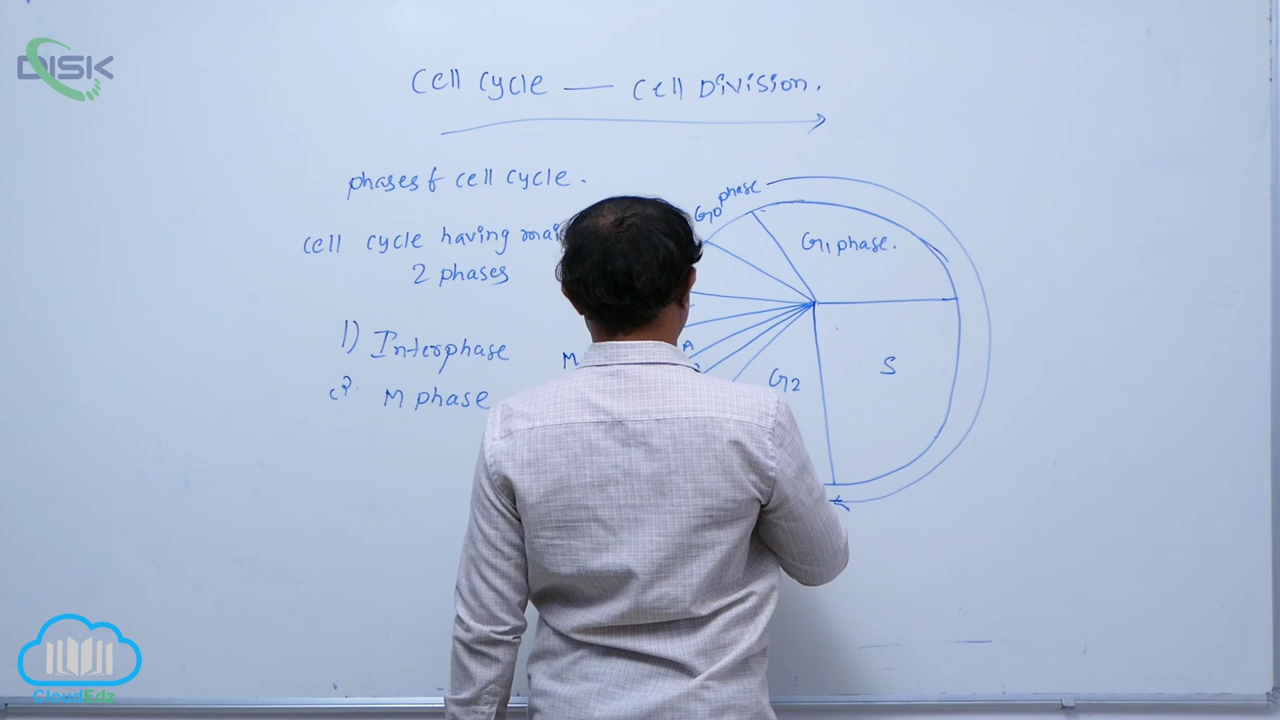 DISK
Cell cycle — Cell Division.
phases of cell cycle.
cell cycle having
2 phases
1) Interphase
2 M phase
G0 phase
G1 phase.
S
G2
A
M
CloudEdz